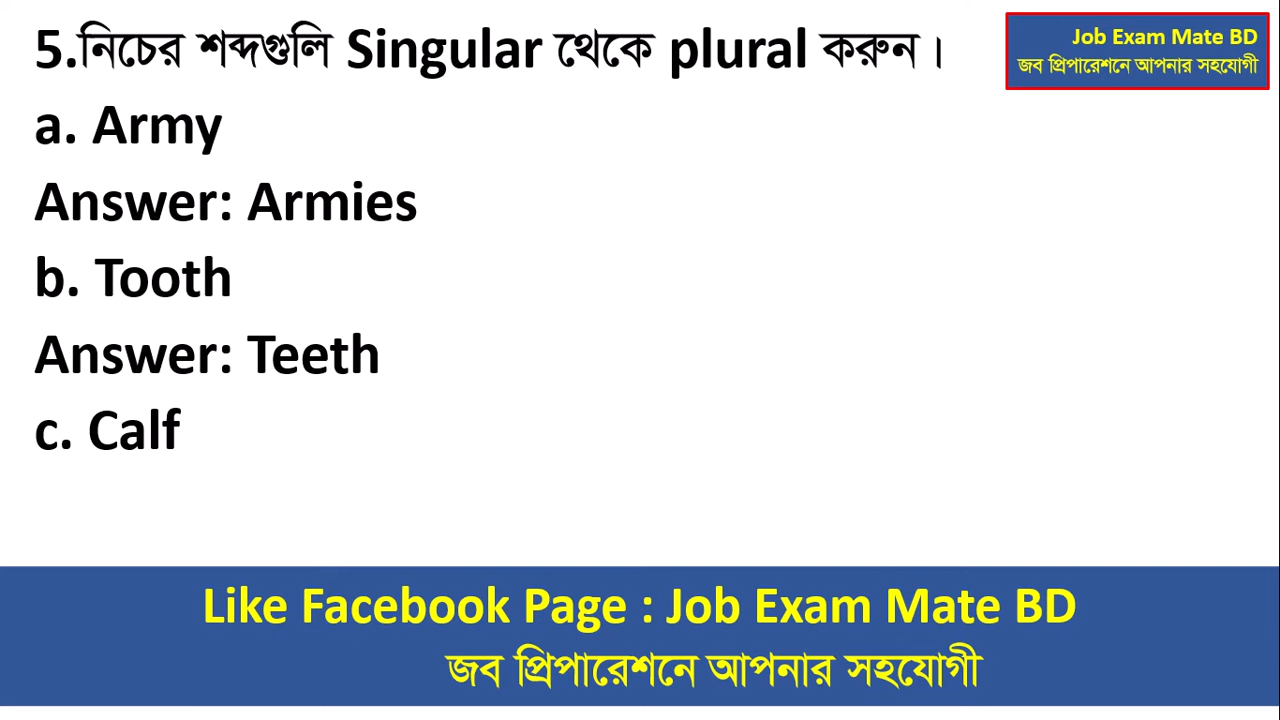 5.নিচের শব্দগুলি Singular থেকে plural করুন।
Job Exam Mate BD
জব প্রিপারেশনে আপনার সহযোগী
a. Army
Answer: Armies
b. Tooth
Answer: Teeth
c. Calf
Like Facebook Page : Job Exam Mate BD
জব প্রিপারেশনে আপনার সহযোগী